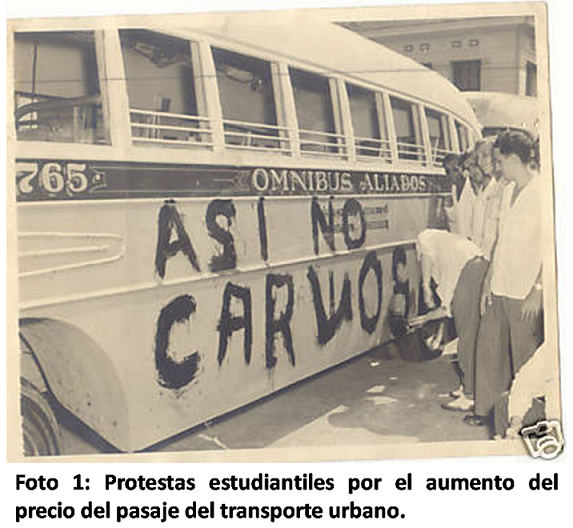 765
OMNIBUS ALIADOS
ASI NO
CARLOS
Foto 1: Protestas estudiantiles por el aumento del
precio del pasaje del transporte urbano.